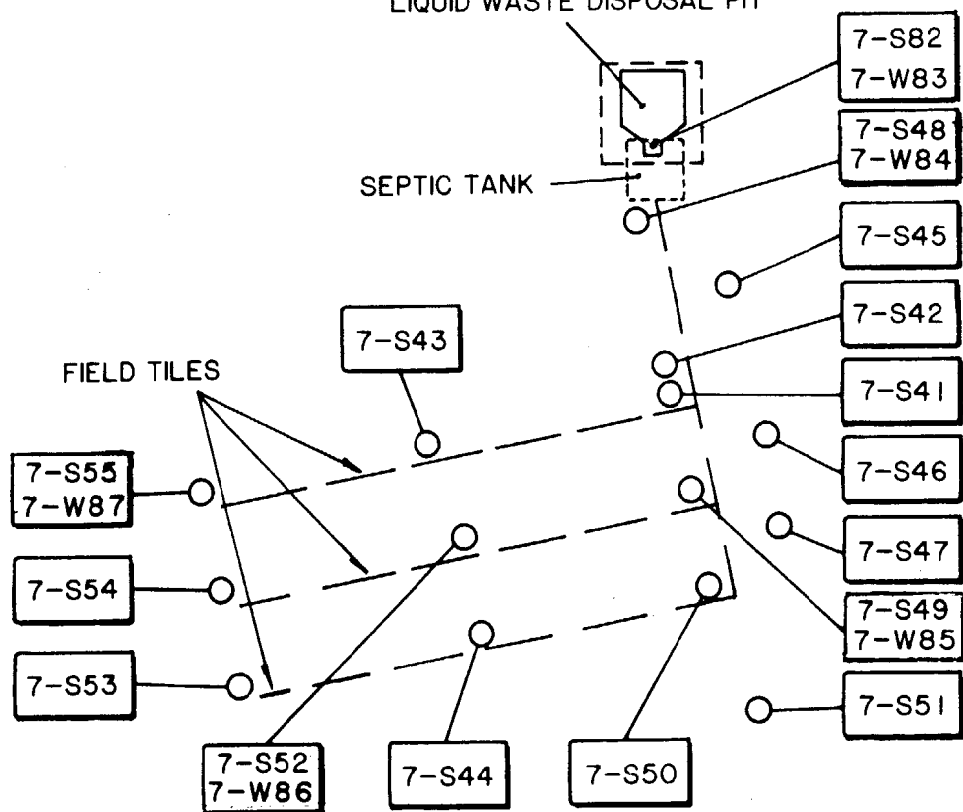 LIQUID WASTE DISPOSAL PIT
7-S82
7-W83
7-S48
7-W84
SEPTIC TANK
7-S45
7-S42
7-S43
FIELD TILES
7-S41
7-S46
7-S55
7-W87
7-S47
7-S54
7-S49
7-W85
7-S53
7-S51
7-S52
7-W86
7-S44
7-S50